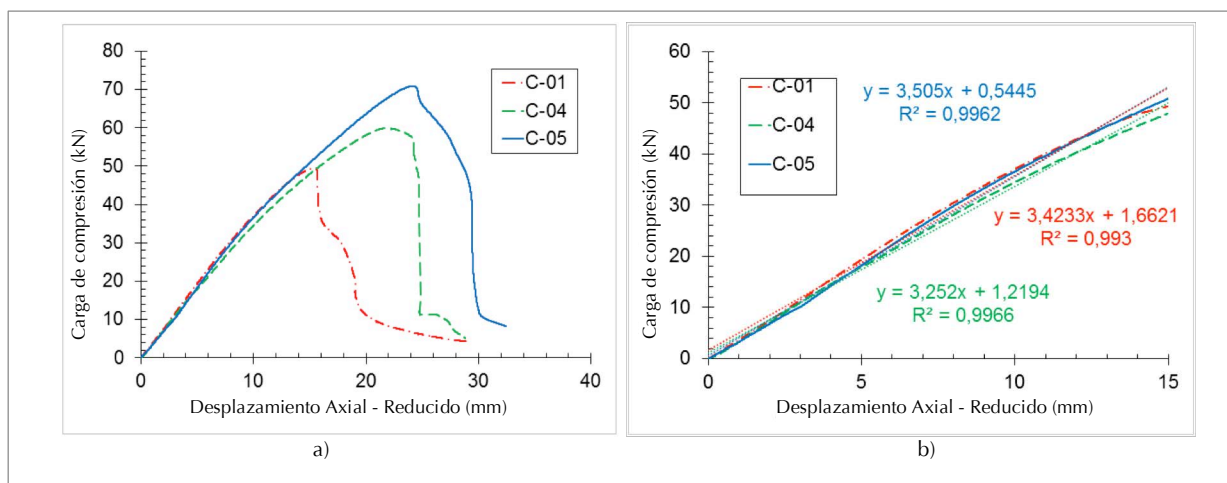 80
70
60
50
40
30
20
10
0
Carga de compresión (kN)
C-01
C-04
C-05
0 10 20 30 40
Desplazamiento Axial - Reducido (mm)
a)
60
50
40
30
20
10
0
Carga de compresión (kN)
C-01
C-04
C-05
y = 3,505x + 0,5445
R² = 0,9962
y = 3,4233x + 1,6621
R² = 0,993
y = 3,252x + 1,2194
R² = 0,9966
0 5 10 15
Desplazamiento Axial - Reducido (mm)
b)